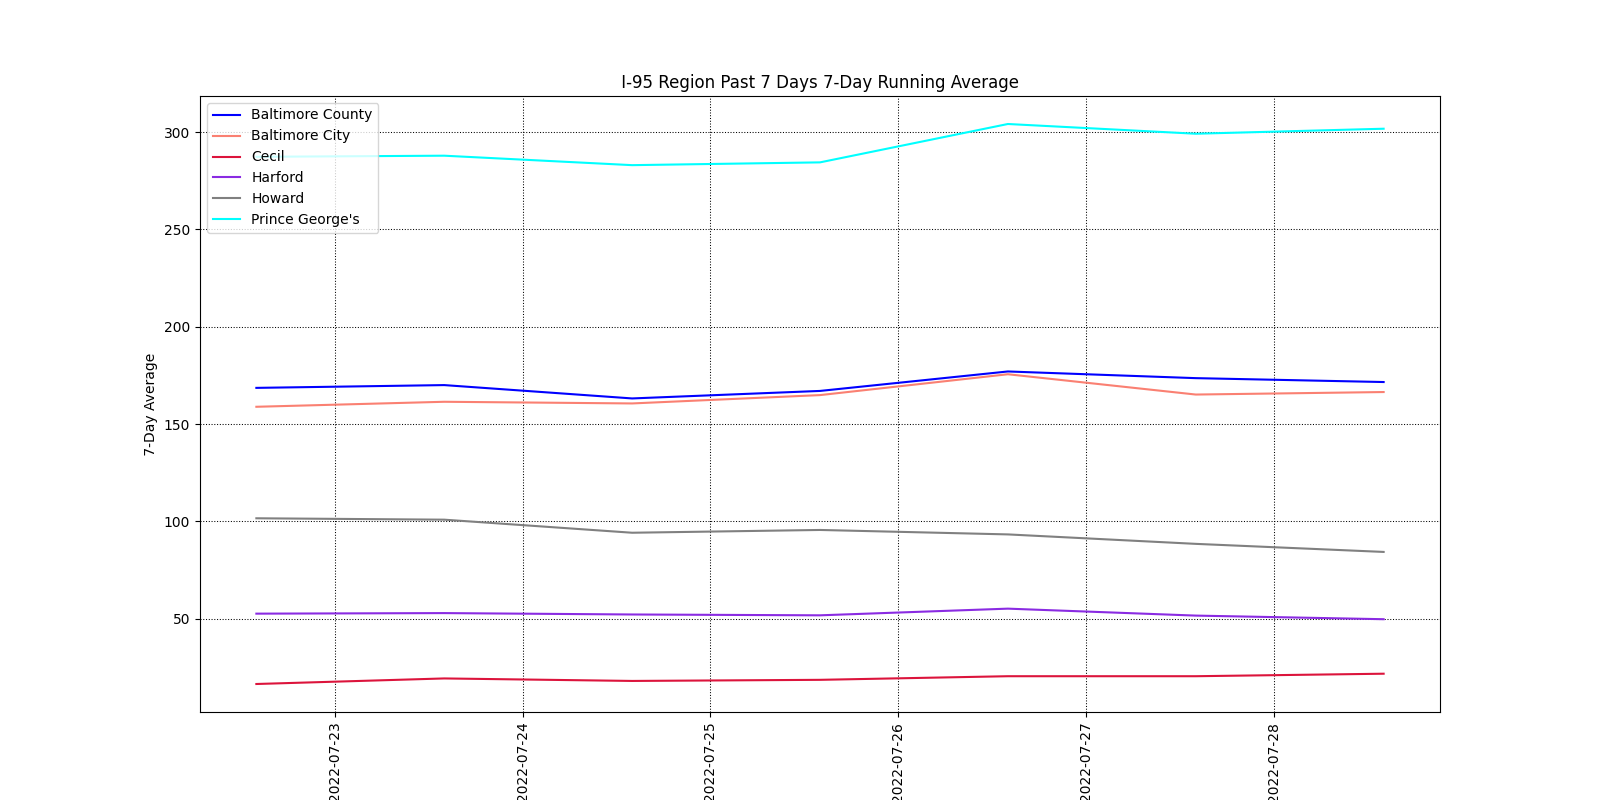 I-95 Region Past 7 Days 7-Day Running Average
Baltimore County
Baltimore City
Cecil
Harford
Howard
Prince George's
300
250
200
150
100
50
7-Day Average
2022-07-23
2022-07-24
2022-07-25
2022-07-26
2022-07-27
2022-07-28